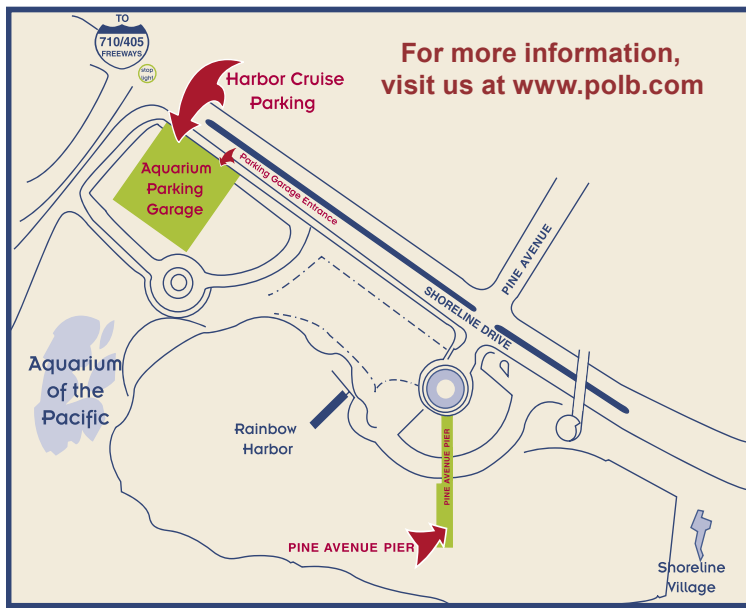 TO
710/405
FREEWAYS
stop
light
For more information,
visit us at www.polb.com
Harbor Cruise
Parking
Aquarium
Parking
Garage
Parking Garage Entrance
PINE AVENUE
SHORELINE DRIVE
Aquarium
of the
Pacific
Rainbow
Harbor
PINE AVENUE PIER
PINE AVENUE PIER
Shoreline
Village